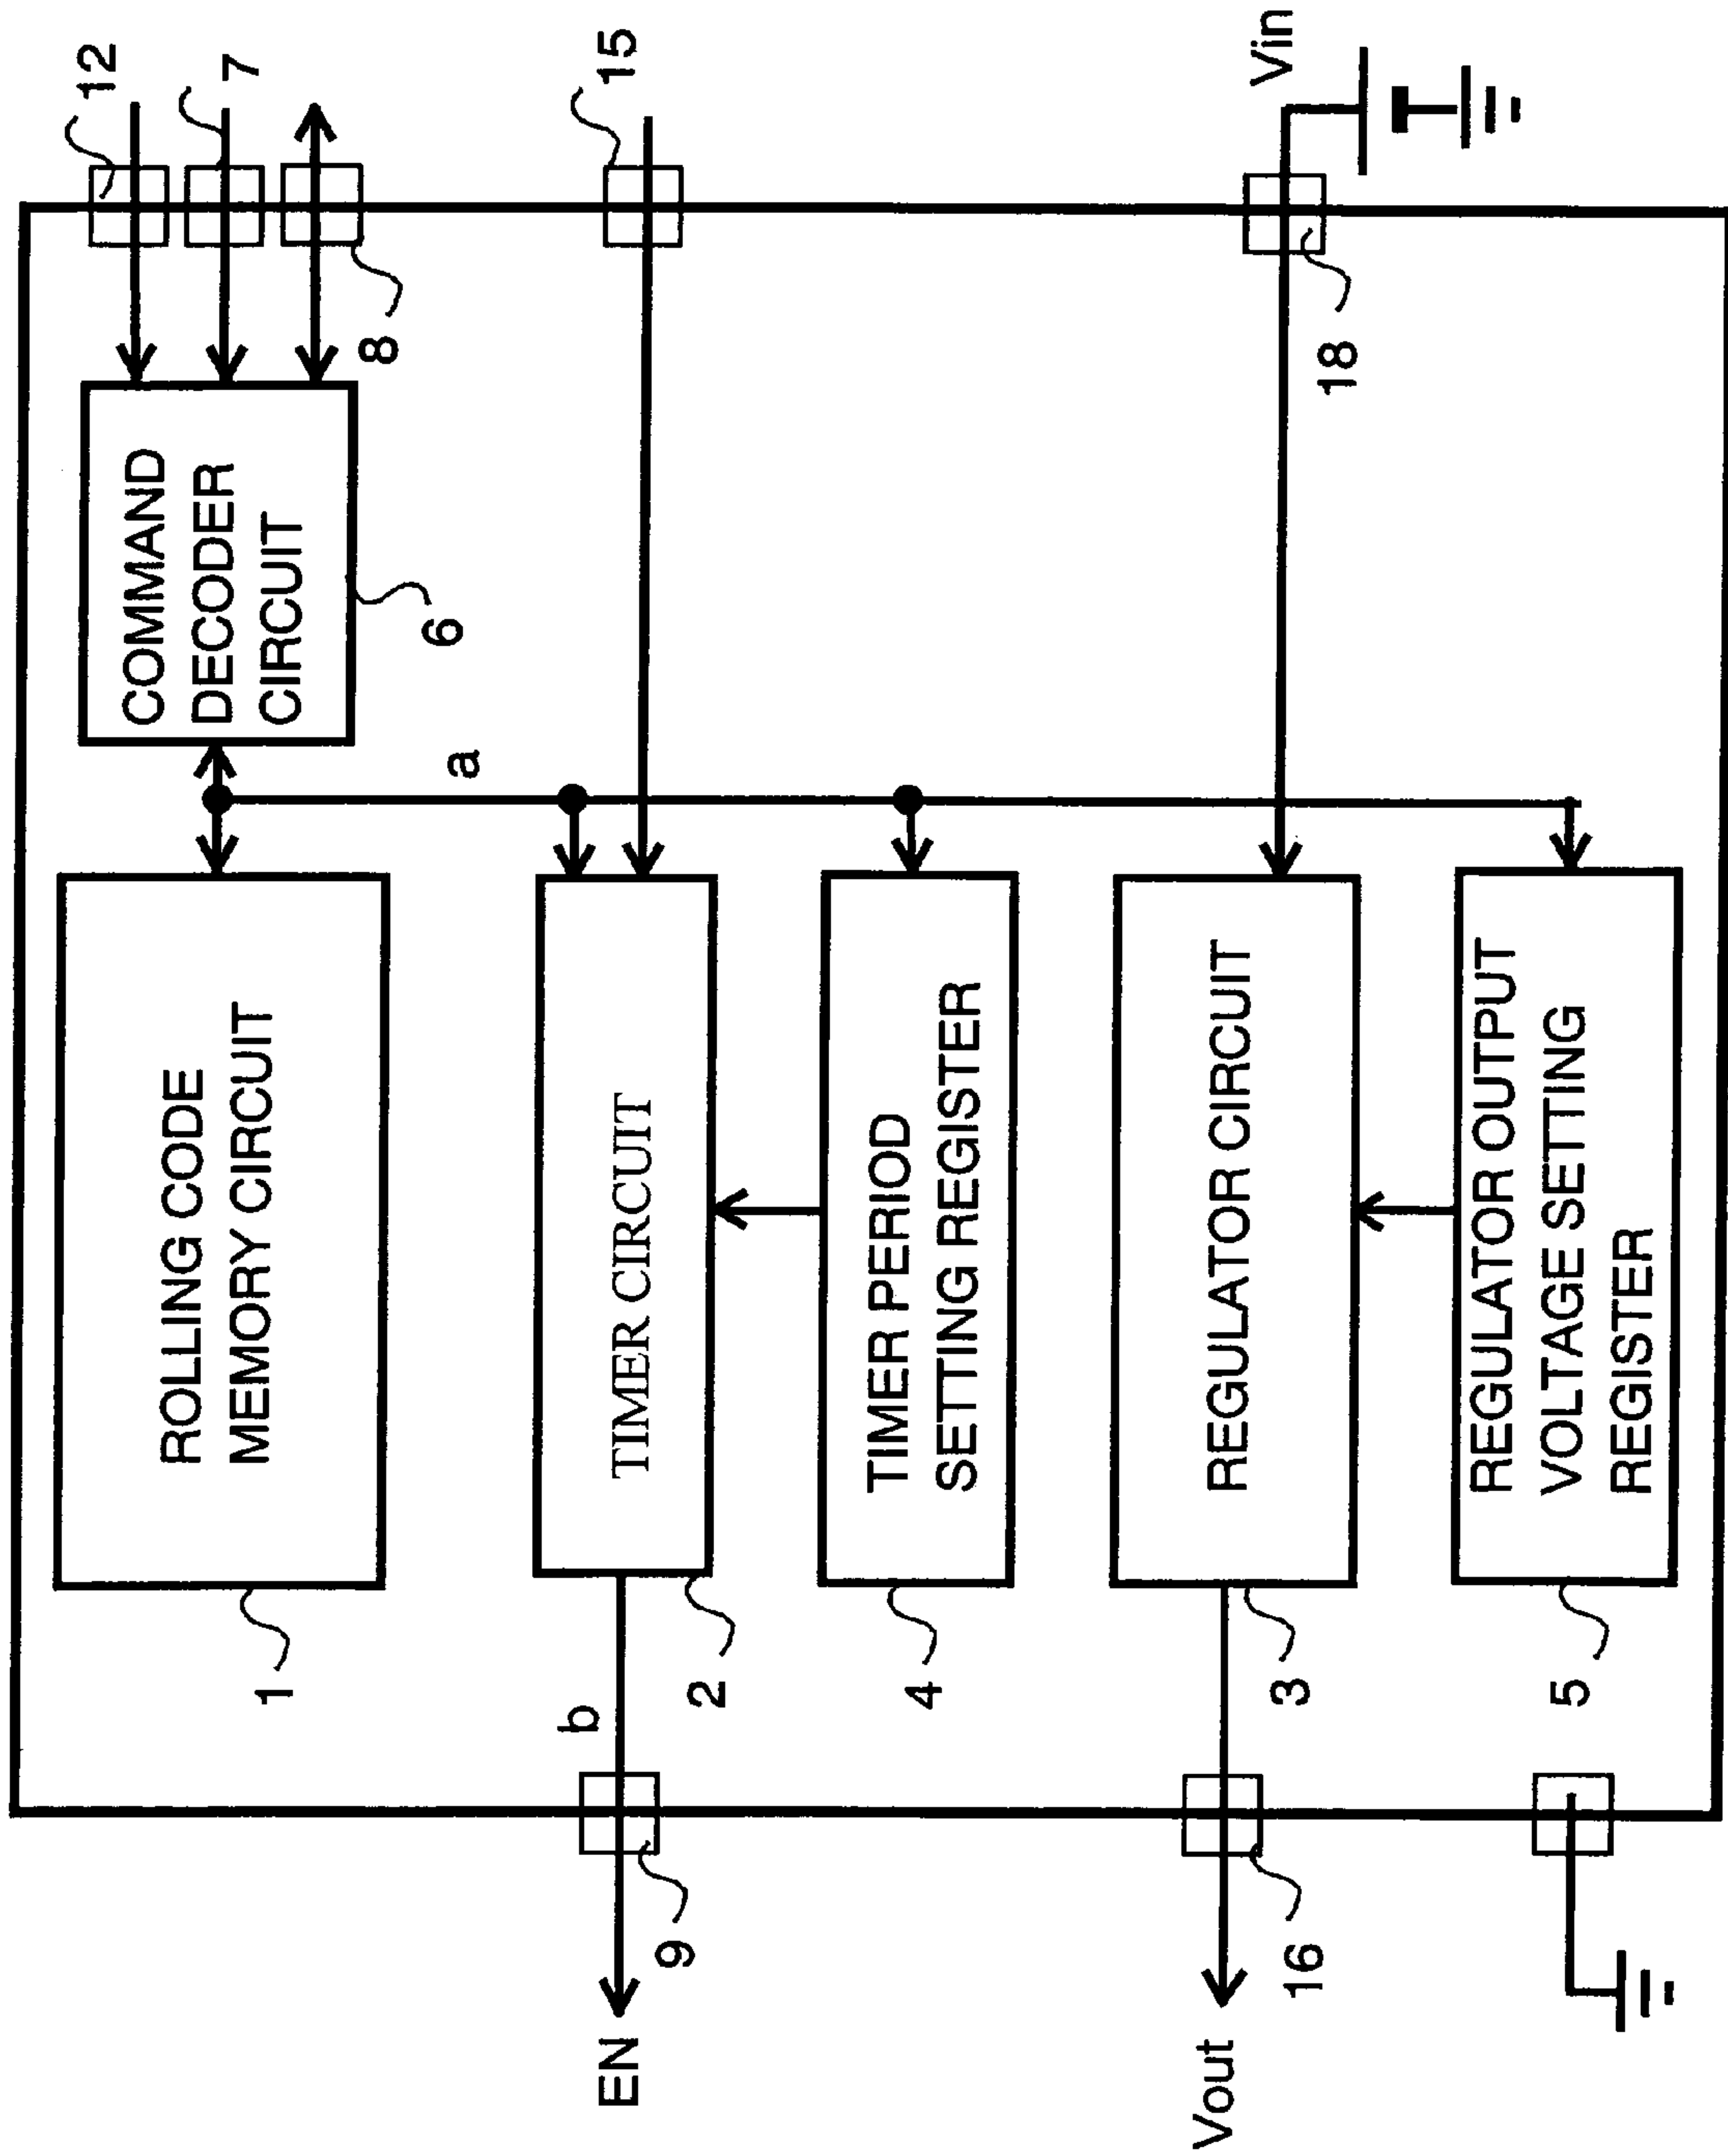 12
7
8
15
Vin
18
COMMAND
DECODER
CIRCUIT
6
a
ROLLING CODE
MEMORY CIRCUIT
1
TIMER CIRCUIT
2
b
EN
9
TIMER PERIOD
SETTING REGISTER
4
REGULATOR CIRCUIT
3
Vout
16
REGULATOR OUTPUT
VOLTAGE SETTING
REGISTER
5